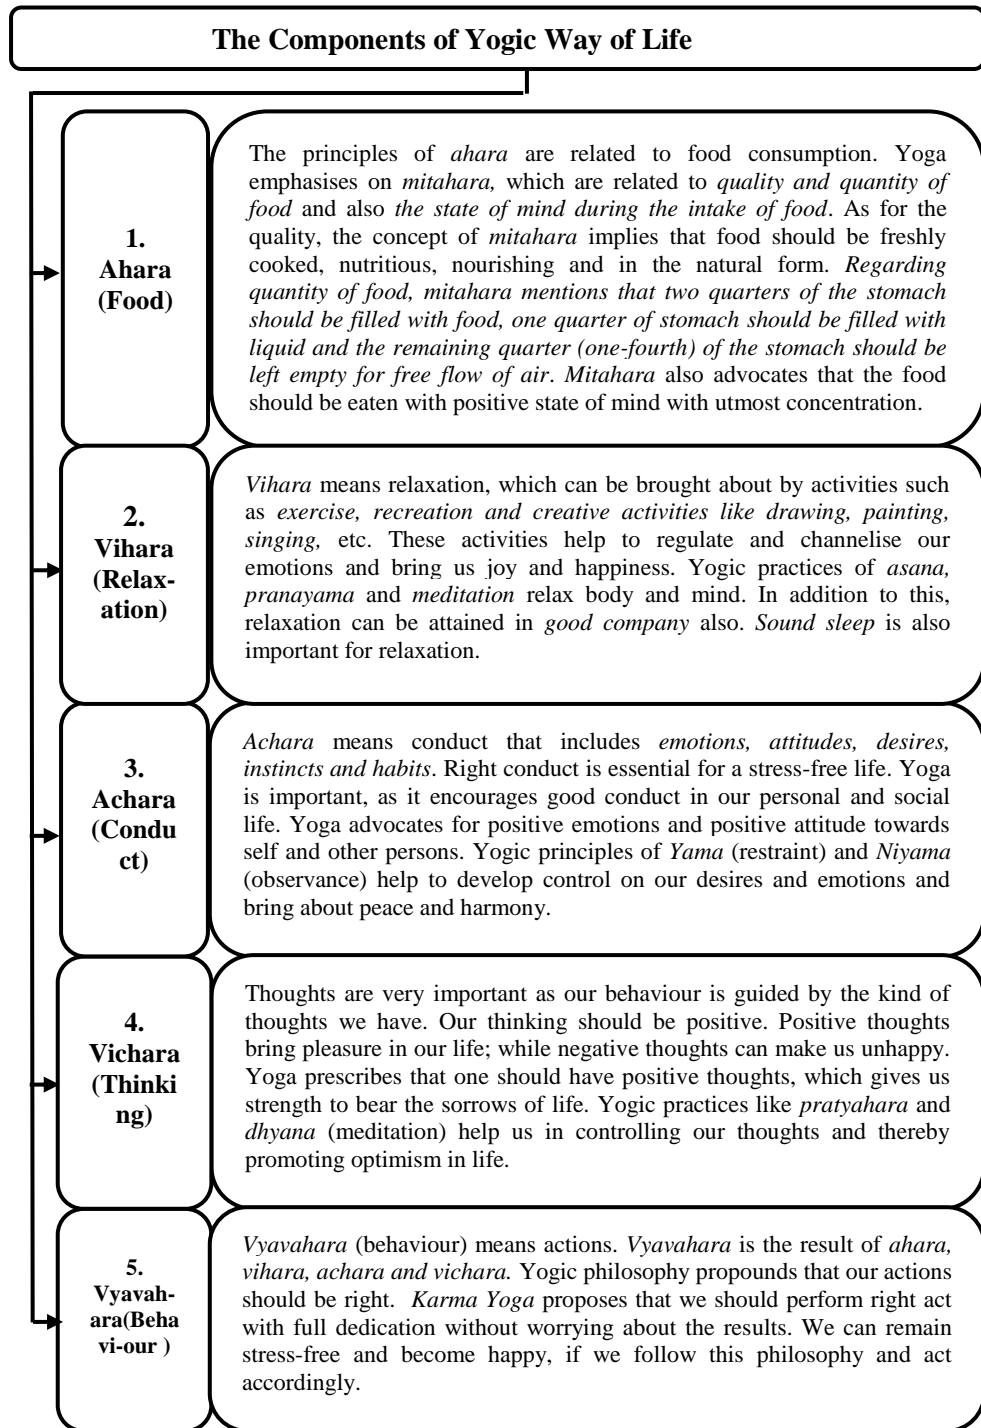 The Components of Yogic Way of Life
1.
Ahara
(Food)
The principles of ahara are related to food consumption. Yoga
emphasises on mitahara, which are related to quality and quantity of
food and also the state of mind during the intake of food. As for the
quality, the concept of mitahara implies that food should be freshly
cooked, nutritious, nourishing and in the natural form. Regarding
quantity of food, mitahara mentions that two quarters of the stomach
should be filled with food, one quarter of stomach should be filled with
liquid and the remaining quarter (one-fourth) of the stomach should be
left empty for free flow of air. Mitahara also advocates that the food
should be eaten with positive state of mind with utmost concentration.
2.
Vihara
(Relax-
ation)
Vihara means relaxation, which can be brought about by activities such
as exercise, recreation and creative activities like drawing, painting,
singing, etc. These activities help to regulate and channelise our
emotions and bring us joy and happiness. Yogic practices of asana,
pranayama and meditation relax body and mind. In addition to this,
relaxation can be attained in good company also. Sound sleep is also
important for relaxation.
3.
Achara
(Condu
ct)
Achara means conduct that includes emotions, attitudes, desires,
instincts and habits. Right conduct is essential for a stress-free life. Yoga
is important, as it encourages good conduct in our personal and social
life. Yoga advocates for positive emotions and positive attitude towards
self and other persons. Yogic principles of Yama (restraint) and Niyama
(observance) help to develop control on our desires and emotions and
bring about peace and harmony.
4.
Vichara
(Thinki
ng)
Thoughts are very important as our behaviour is guided by the kind of
thoughts we have. Our thinking should be positive. Positive thoughts
bring pleasure in our life; while negative thoughts can make us unhappy.
Yoga prescribes that one should have positive thoughts, which gives us
strength to bear the sorrows of life. Yogic practices like pratyahara and
dhyana (meditation) help us in controlling our thoughts and thereby
promoting optimism in life.
5.
Vyavah-
ara(Beha
vi-our )
Vyavahara (behaviour) means actions. Vyavahara is the result of ahara,
vihara, achara and vichara. Yogic philosophy propounds that our actions
should be right. Karma Yoga proposes that we should perform right act
with full dedication without worrying about the results. We can remain
stress-free and become happy, if we follow this philosophy and act
accordingly.